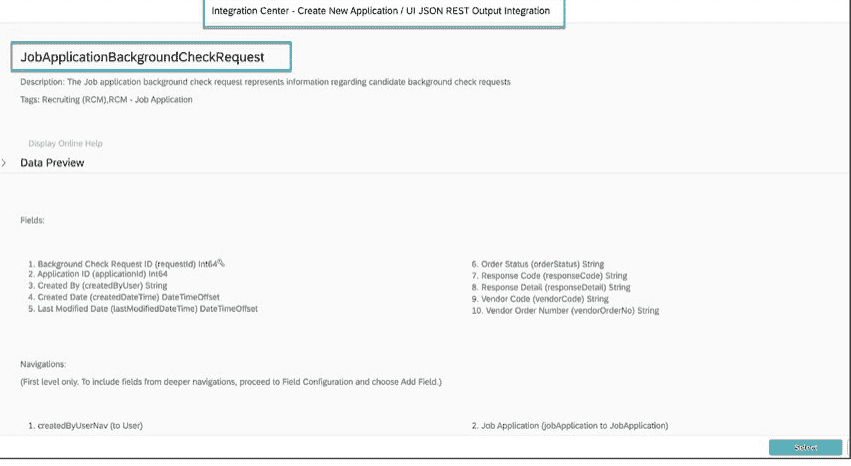 Integration Center - Create New Application / UI JSON REST Output Integration
JobApplicationBackgroundCheckRequest
Description: The Job application background check request represents information regarding candidate background check requests
Tags: Recruiting (RCM),RCM - Job Application
Display Online Help
Data Preview
Fields:
1. Background Check Request ID (requestId) Int64
2. Application ID (applicationId) Int64
3. Created By (createdByUser) String
4. Created Date (createdDateTime) DateTimeOffset
5. Last Modified Date (lastModifiedDateTime) DateTimeOffset
6. Order Status (orderStatus) String
7. Response Code (responseCode) String
8. Response Detail (responseDetail) String
9. Vendor Code (vendorCode) String
10. Vendor Order Number (vendorOrderNo) String
Navigations:
(First level only. To include fields from deeper navigations, proceed to Field Configuration and choose Add Field.)
1. createdByUserNav (to User)
2. Job Application (jobApplication to JobApplication)
Select